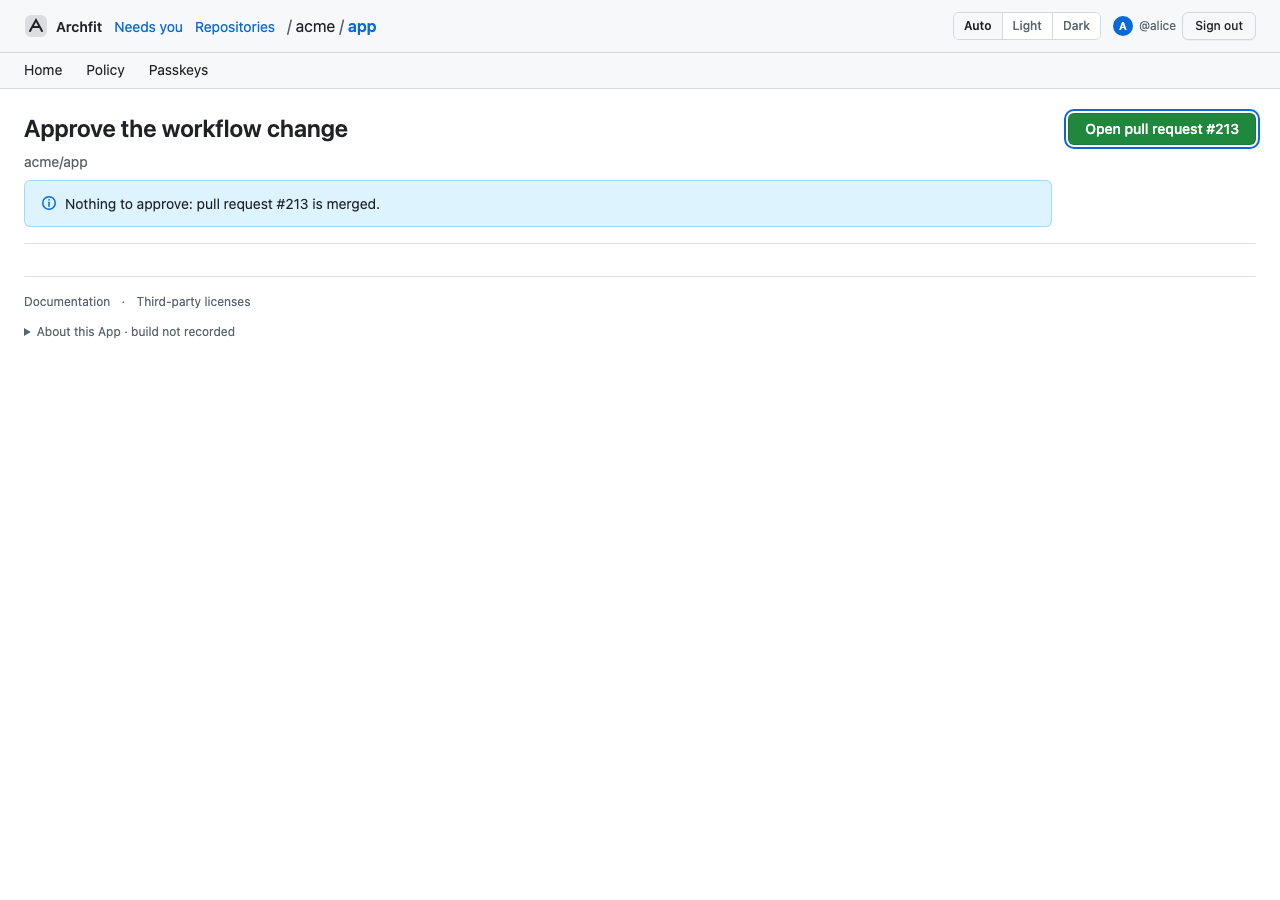 Archfit Needs you Repositories / acme / app Auto Light Dark A @alice Sign out
Home Policy Passkeys
Approve the workflow change Open pull request #213
acme/app
Nothing to approve: pull request #213 is merged.
Documentation · Third-party licenses
About this App · build not recorded